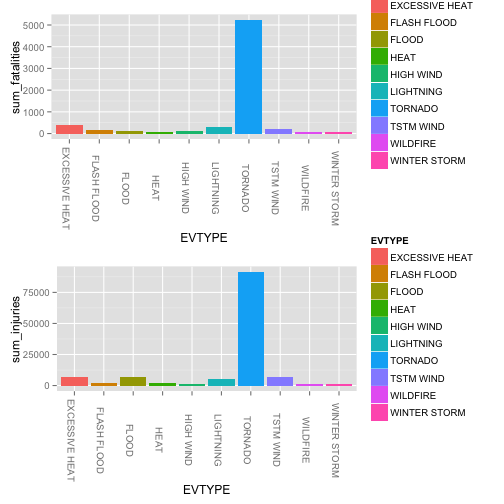 EXCESSIVE HEAT
FLASH FLOOD
FLOOD
HEAT
HIGH WIND
LIGHTNING
TORNADO
TSTM WIND
WILDFIRE
WINTER STORM
sum_fatalities
5000
4000
3000
2000
1000
0
EXCESSIVE HEAT
FLASH FLOOD
FLOOD
HEAT
HIGH WIND
LIGHTNING
TORNADO
TSTM WIND
WILDFIRE
WINTER STORM
EVTYPE
EVTYPE
EXCESSIVE HEAT
FLASH FLOOD
FLOOD
HEAT
HIGH WIND
LIGHTNING
TORNADO
TSTM WIND
WILDFIRE
WINTER STORM
sum_injuries
75000
50000
25000
0
EXCESSIVE HEAT
FLASH FLOOD
FLOOD
HEAT
HIGH WIND
LIGHTNING
TORNADO
TSTM WIND
WILDFIRE
WINTER STORM
EVTYPE